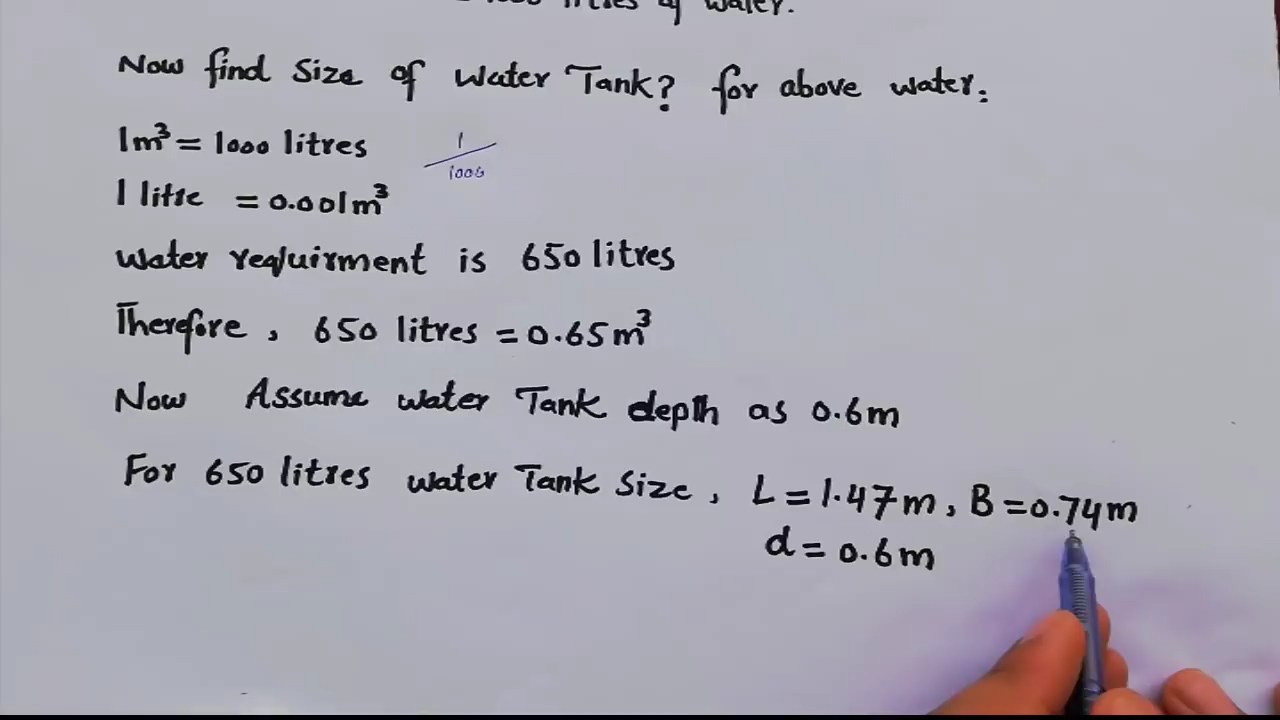 of water.
Now find Size of Water Tank? for above water.
1m³ = 1000 litres
1
1000
1 litre = 0.001m³
water requirment is 650 litres
Therefore, 650 litres = 0.65m³
Now Assume water Tank depth as 0.6m
For 650 litres water Tank Size, L = 1.47m, B = 0.74m
d = 0.6m